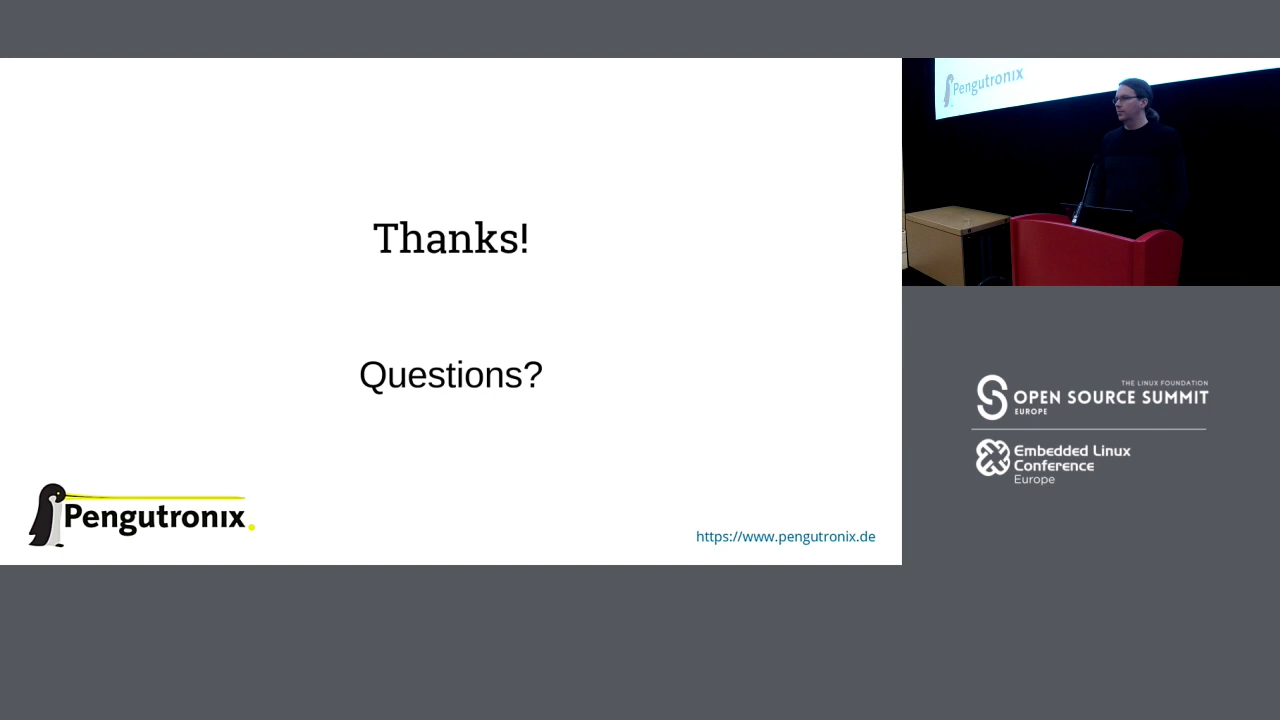 Thanks!
Questions?
Pengutronix
https://www.pengutronix.de
Pengutronix
THE LINUX FOUNDATION
OPEN SOURCE SUMMIT
EUROPE
Embedded Linux
Conference
Europe